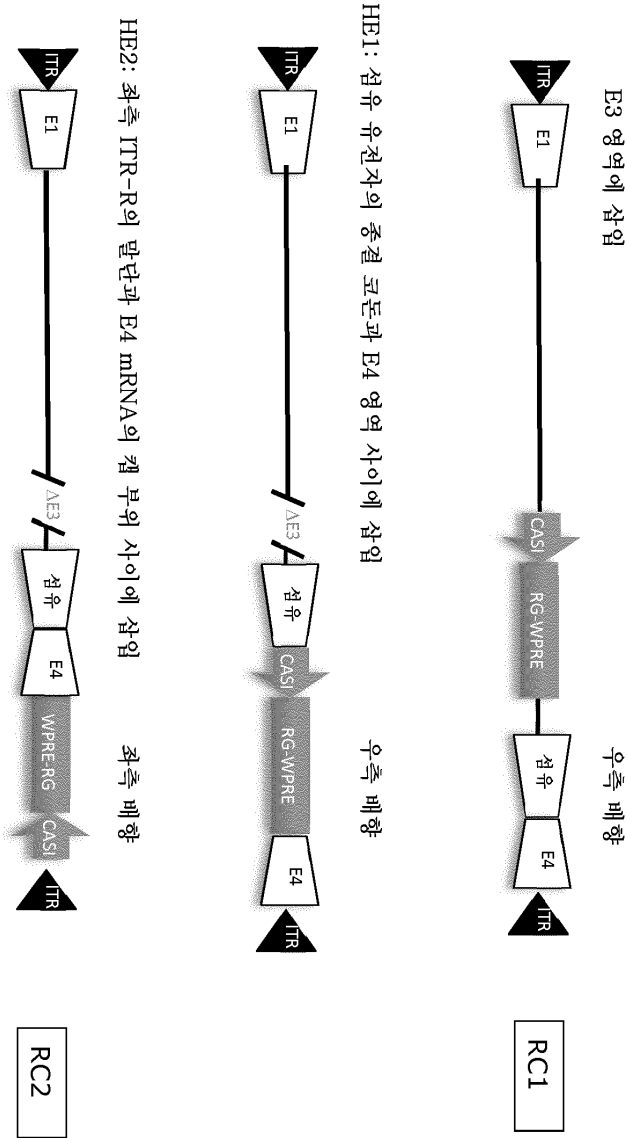 E3 영역에 삽입
우측 배향
ITR
E1
CASI
RG-WPRE
섬유
E4
ITR
RC1
HE1: 섬유 유전자의 종결 코돈과 E4 영역 사이에 삽입
우측 배향
ITR
E1
ΔE3
섬유
CASI
RG-WPRE
E4
ITR
HE2: 좌측 ITR-R의 말단과 E4 mRNA의 캡 부위 사이에 삽입
좌측 배향
ITR
E1
ΔE3
섬유
E4
WPRE-RG
CASI
ITR
RC2